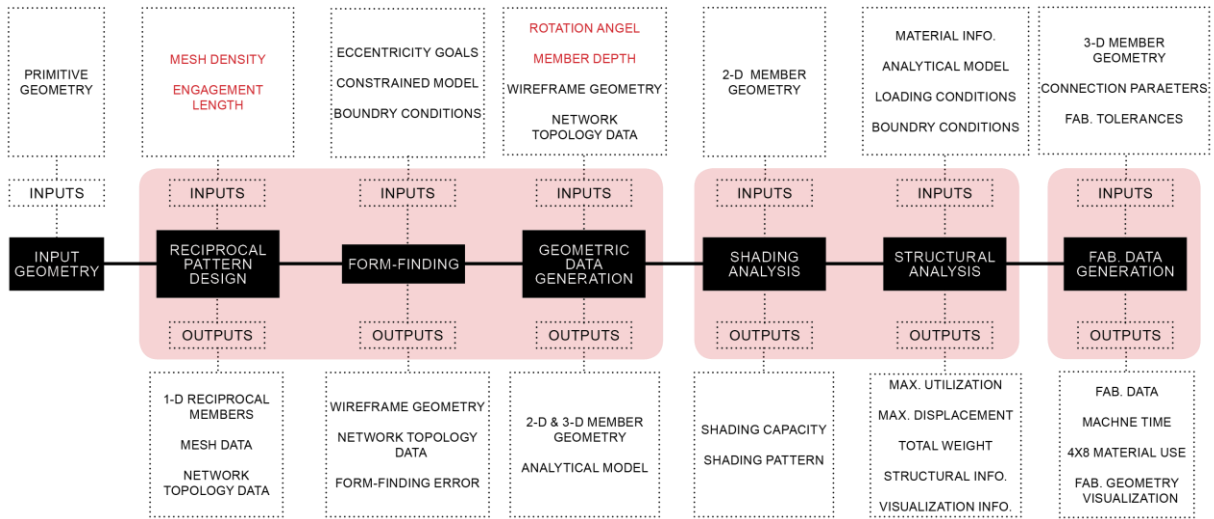 PRIMITIVE
GEOMETRY
MESH DENSITY
ENGAGEMENT
LENGTH
ECCENTRICITY GOALS
CONSTRAINED MODEL
BOUNDRY CONDITIONS
ROTATION ANGEL
MEMBER DEPTH
WIREFRAME GEOMETRY
NETWORK
TOPOLOGY DATA
2-D MEMBER
GEOMETRY
MATERIAL INFO.
ANALYTICAL MODEL
LOADING CONDITIONS
BOUNDRY CONDITIONS
3-D MEMBER
GEOMETRY
CONNECTION PARAETERS
FAB. TOLERANCES
INPUTS
INPUTS
INPUTS
INPUTS
INPUTS
INPUTS
INPUTS
INPUT
GEOMETRY
RECIPROCAL
PATTERN
DESIGN
FORM-FINDING
GEOMETRIC
DATA
GENERATION
SHADING
ANALYSIS
STRUCTURAL
ANALYSIS
FAB. DATA
GENERATION
OUTPUTS
OUTPUTS
OUTPUTS
OUTPUTS
OUTPUTS
OUTPUTS
1-D RECIPROCAL
MEMBERS
MESH DATA
NETWORK
TOPOLOGY DATA
WIREFRAME GEOMETRY
NETWORK TOPOLOGY
DATA
FORM-FINDING ERROR
2-D & 3-D MEMBER
GEOMETRY
ANALYTICAL MODEL
SHADING CAPACITY
SHADING PATTERN
MAX. UTILIZATION
MAX. DISPLACEMENT
TOTAL WEIGHT
STRUCTURAL INFO.
VISUALIZATION INFO.
FAB. DATA
MACHNE TIME
4X8 MATERIAL USE
FAB. GEOMETRY
VISUALIZATION